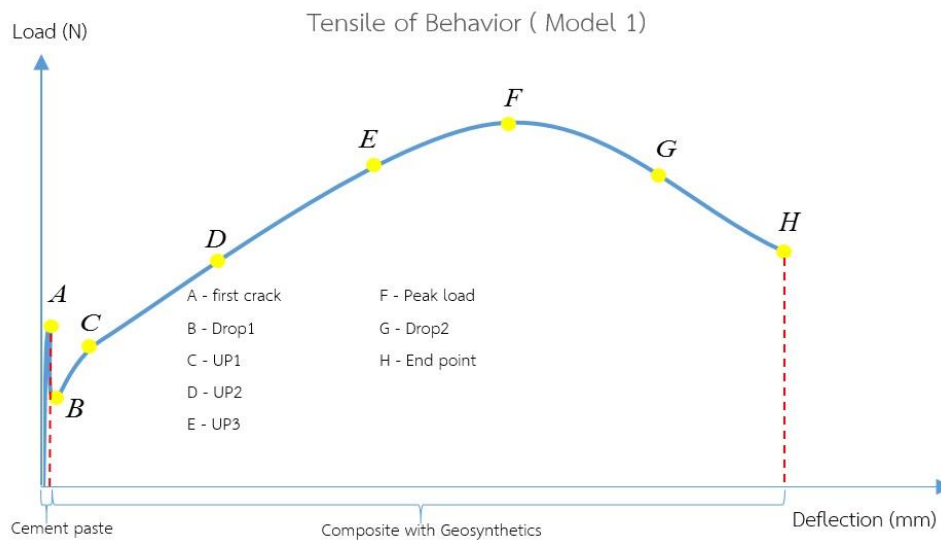 Tensile of Behavior ( Model 1)
Load (N)
F
E
G
H
D
A
C
B
A - first crack
B - Drop1
C - UP1
D - UP2
E - UP3
F - Peak load
G - Drop2
H - End point
Deflection (mm)
Cement paste
Composite with Geosynthetics